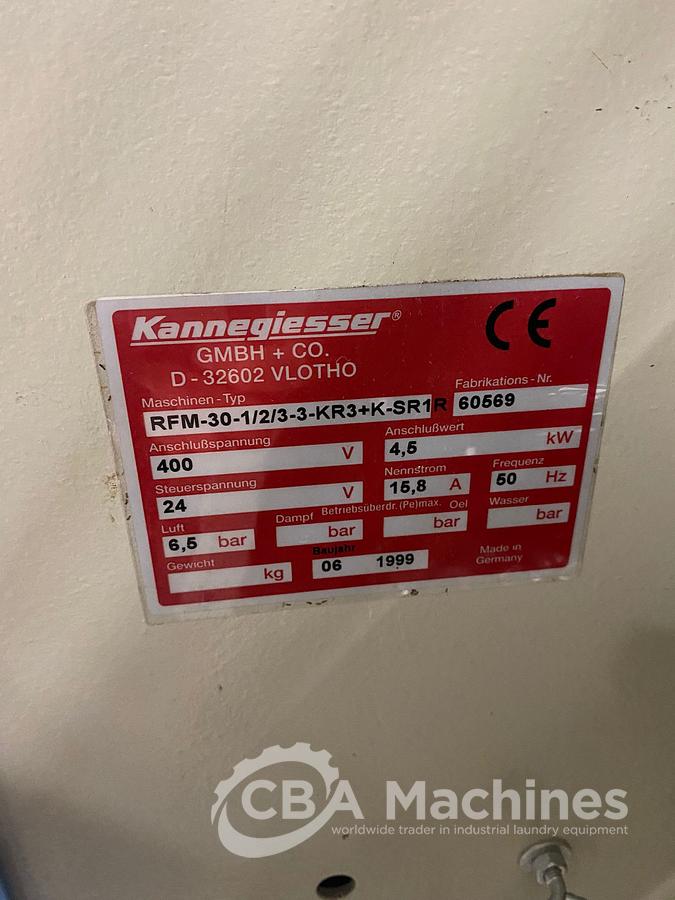 Kannegiesser®
CE
GMBH + CO.
D - 32602 VLOTHO
Maschinen - Typ
Fabrikations - Nr.
RFM-30-1/2/3-3-KR3+K-SR1R
60569
Anschlußspannung
Anschlußwert
400 V
4,5 kW
Steuerspannung
Nennstrom
Frequenz
24 V
15,8 A
50 Hz
Luft
Dampf
Betriebsüberdr. (Pe)max.
Oel
Wasser
6,5 bar
bar
bar
bar
Gewicht
Baujahr
Made in
Germany
kg
06 1999
CBA Machines
worldwide trader in industrial laundry equipment